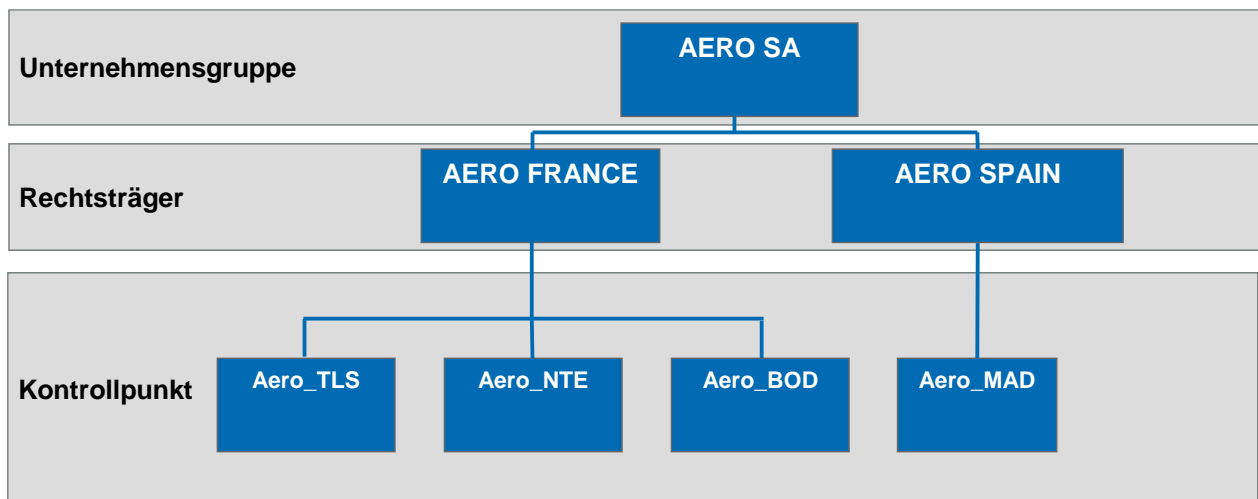 AERO SA
Unternehmensgruppe
AERO FRANCE
AERO SPAIN
Rechtsträger
Aero_TLS
Aero_NTE
Aero_BOD
Aero_MAD
Kontrollpunkt